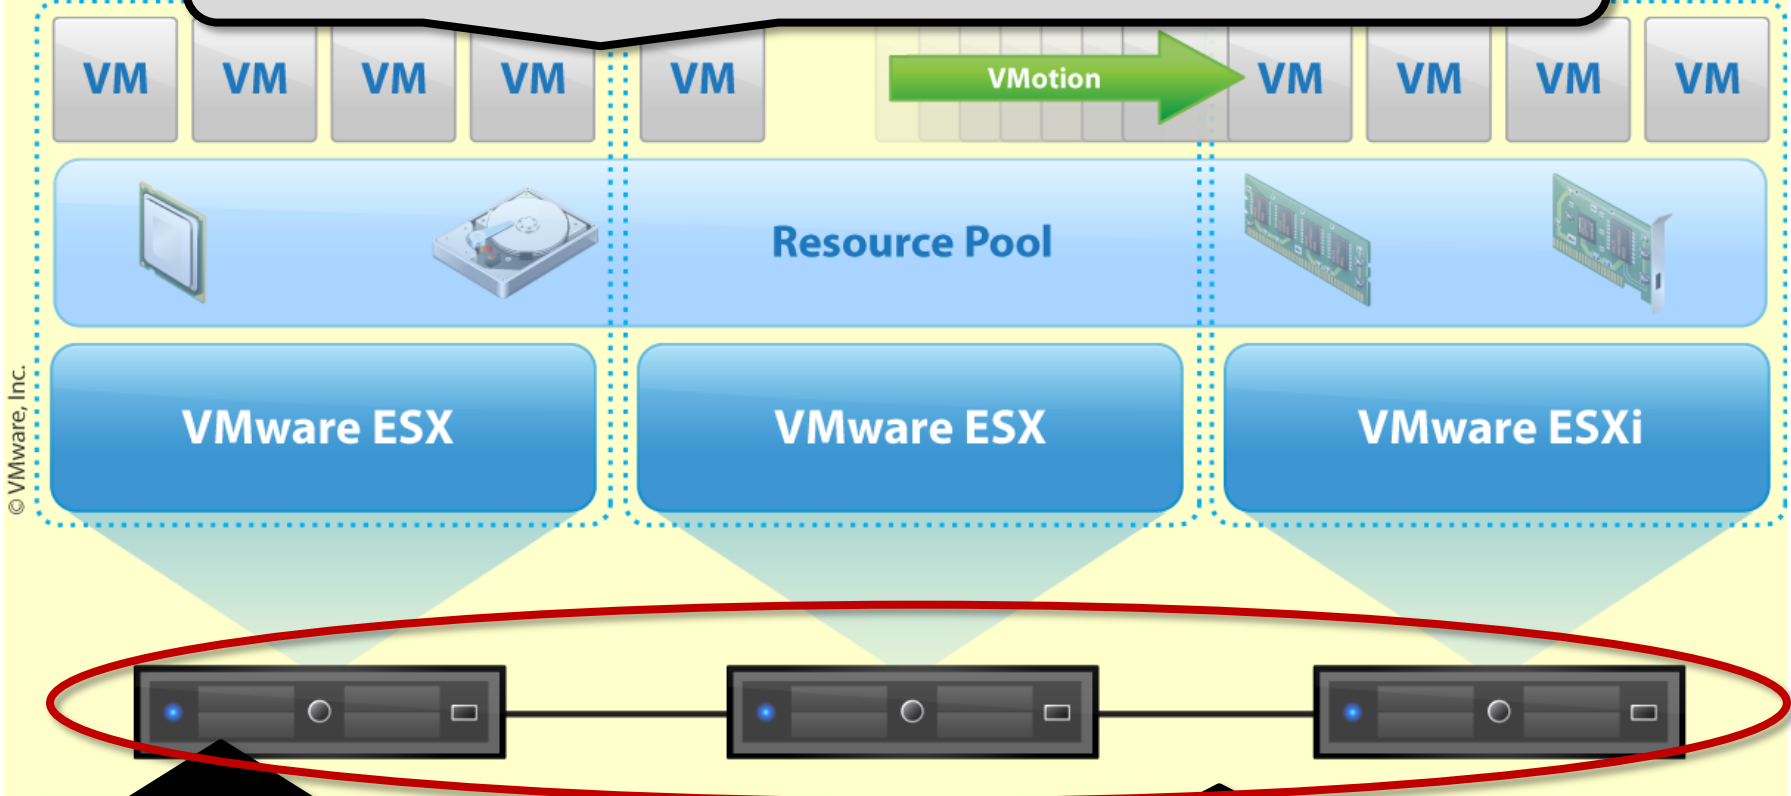 VM
VM
VM
VM
VM
VMotion
VM
VM
VM
VM
Resource Pool
VMware ESX
VMware ESX
VMware ESXi
© VMware, Inc.